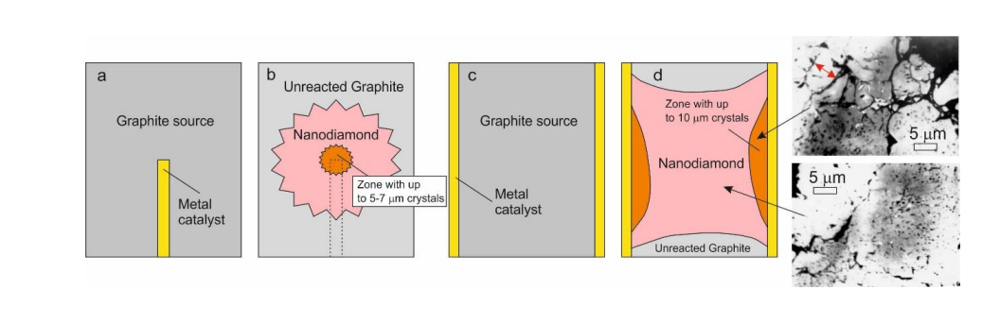 a
Graphite source
Metal
catalyst
b
Unreacted Graphite
Nanodiamond
Zone with up
to 5-7 μm crystals
c
Graphite source
Metal
catalyst
d
Zone with up
to 10 μm crystals
Nanodiamond
Unreacted Graphite
5 μm
5 μm